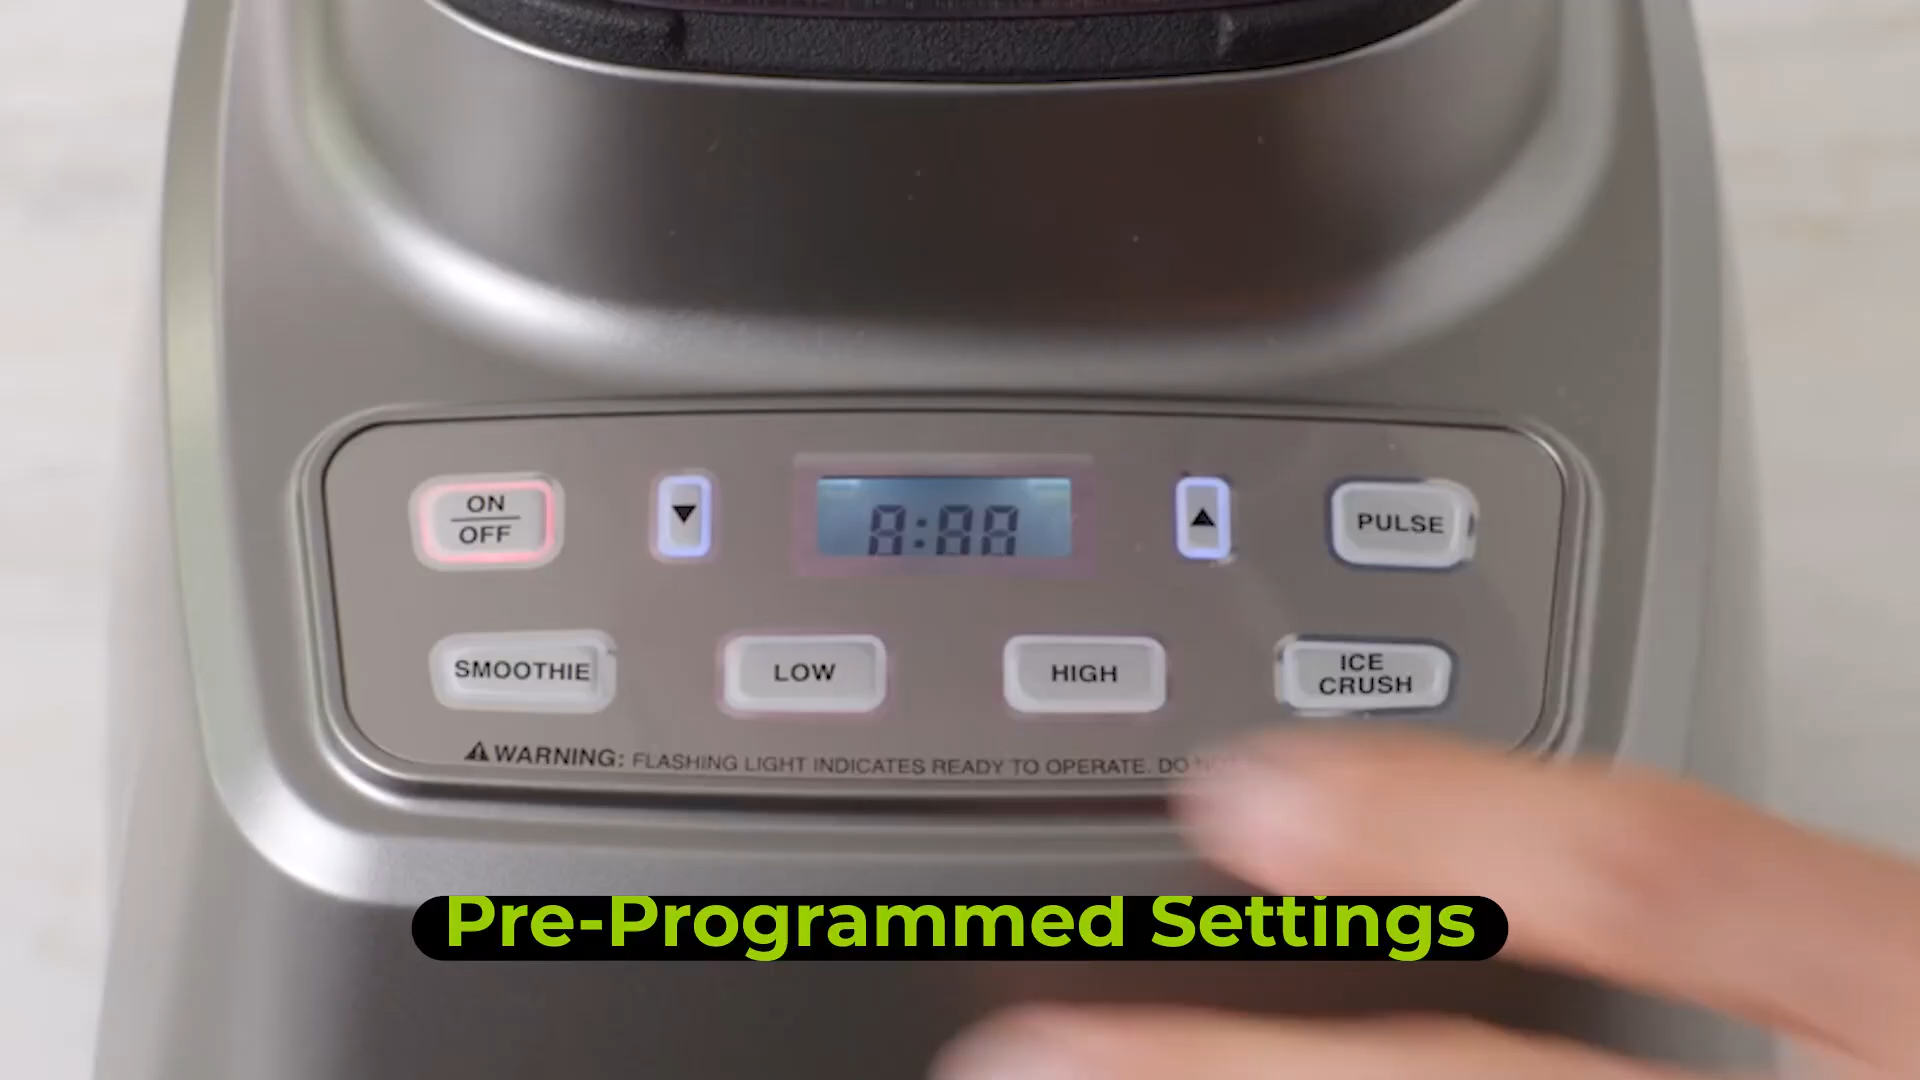 ON
OFF
▼
8:88
▲
PULSE
SMOOTHIE
LOW
HIGH
ICE
CRUSH
⚠WARNING: FLASHING LIGHT INDICATES READY TO OPERATE. DO NOT
Pre-Programmed Settings